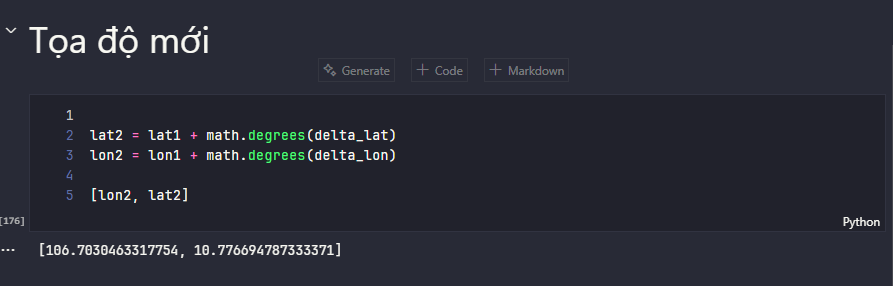 Tọa độ mới
Generate
Code
Markdown
1
2 lat2 = lat1 + math.degrees(delta_lat)
3 lon2 = lon1 + math.degrees(delta_lon)
4
5 [lon2, lat2]
[176]
Python
[106.7030463317754, 10.776694787333371]